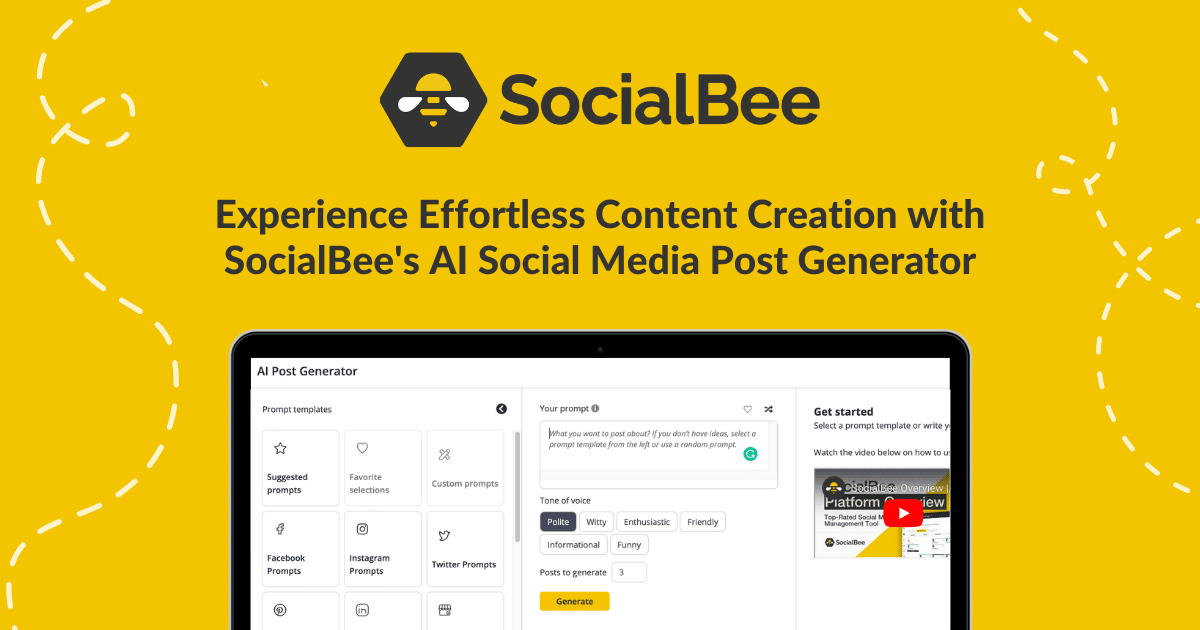 SocialBee
Experience Effortless Content Creation with
SocialBee's AI Social Media Post Generator
AI Post Generator
Prompt templates
Suggested
prompts
Favorite
selections
Custom prompts
Facebook
Prompts
Instagram
Prompts
Twitter Prompts
Your prompt
What you want to post about? If you don't have ideas, select a
prompt template from the left or use a random prompt.
Tone of voice
Polite
Witty
Enthusiastic
Friendly
Informational
Funny
Posts to generate
3
Generate
Get started
Select a prompt template or write
Watch the video below on how to
SocialBee Overview |
Platform Overview
Top-Rated Social
Management Tool
SocialBee